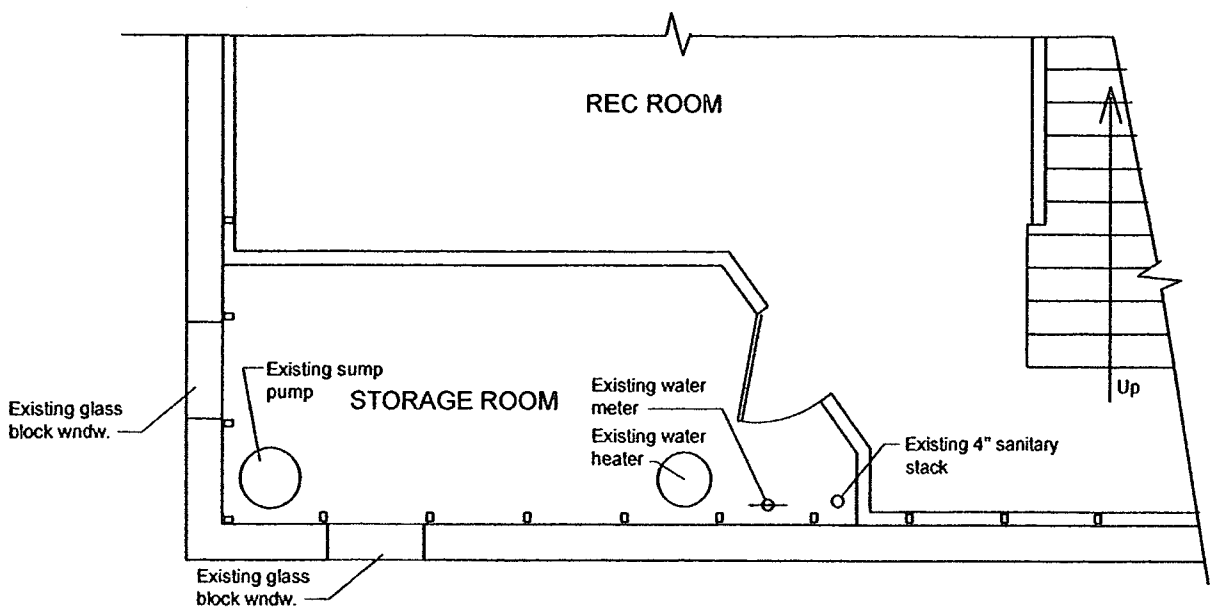 REC ROOM
Existing sump
pump
STORAGE ROOM
Existing water
meter
Existing water
heater
Up
Existing glass
block wndw.
Existing 4" sanitary
stack
Existing glass
block wndw.